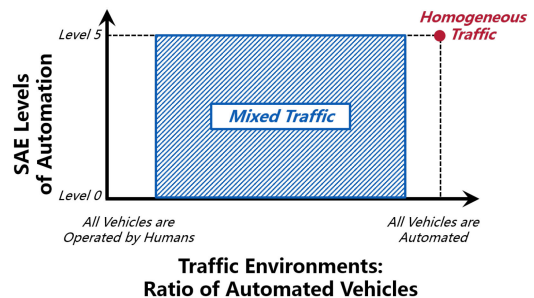 Homogeneous
Traffic
Level 5
SAE Levels
of Automation
Mixed Traffic
Level 0
All Vehicles are
Operated by Humans
All Vehicles are
Automated
Traffic Environments:
Ratio of Automated Vehicles